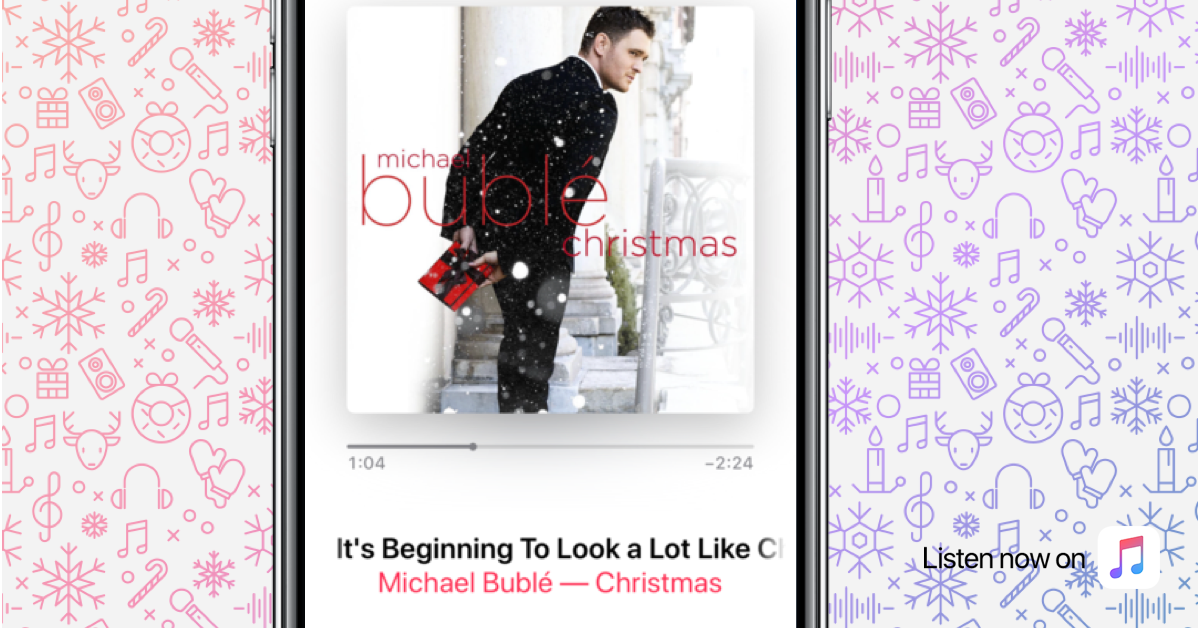 michael
bublé
christmas
1:04
−2:24
It's Beginning To Look a Lot Like C
Michael Bublé — Christmas
Listen now on